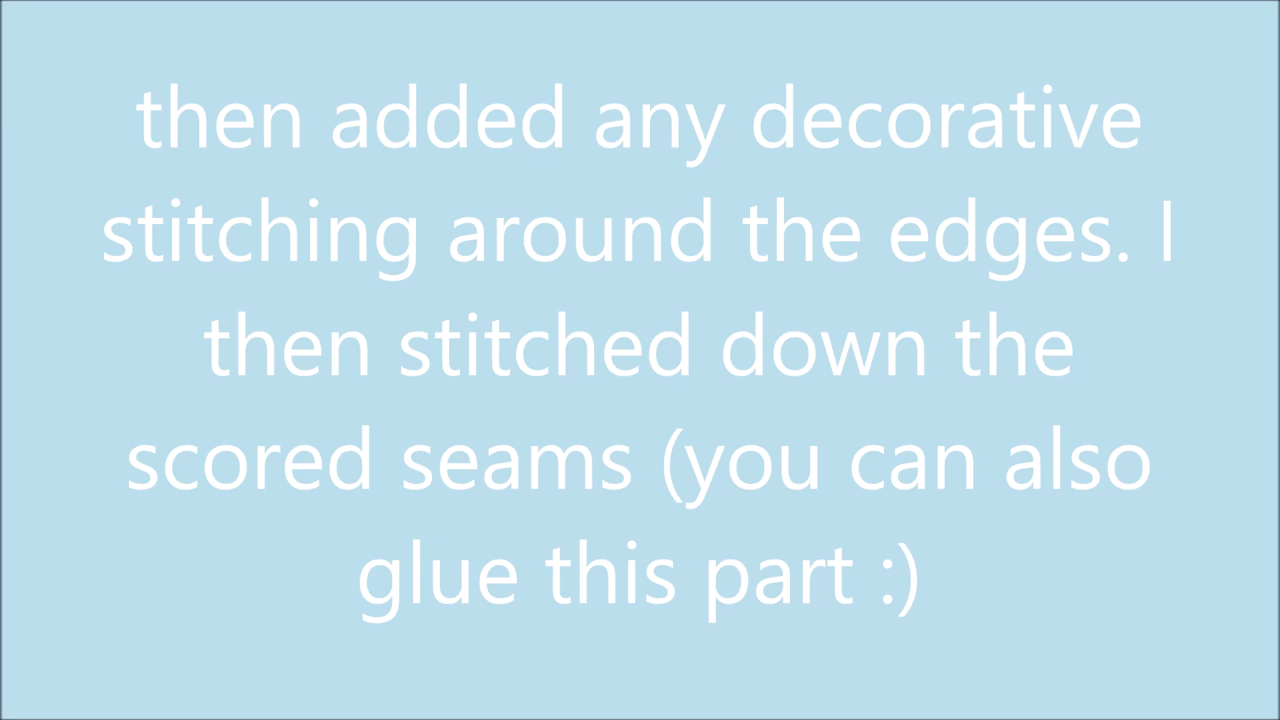 then added any decorative
stitching around the edges. I
then stitched down the
scored seams (you can also
glue this part :)